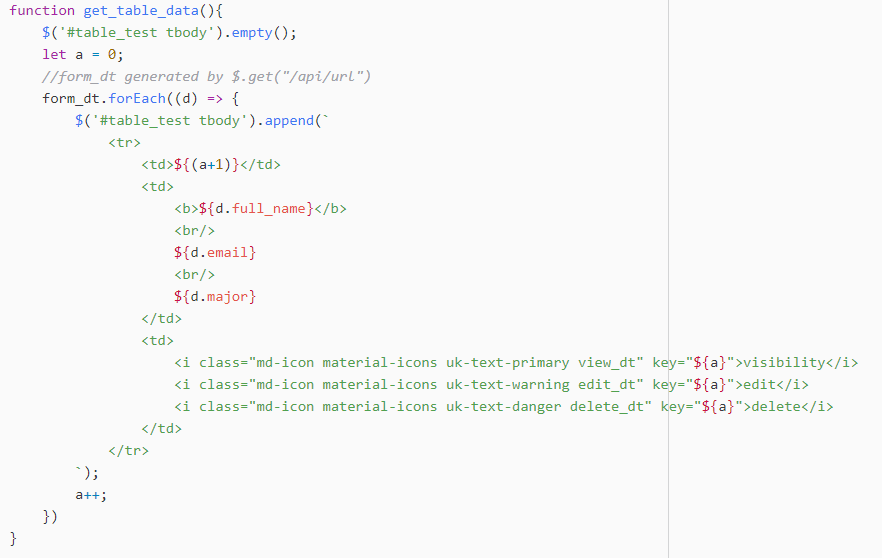 function get_table_data(){
    $('#table_test tbody').empty();
    let a = 0;
    //form_dt generated by $.get("/api/url")
    form_dt.forEach((d) => {
        $('#table_test tbody').append(`
            <tr>
                <td>${(a+1)}</td>
                <td>
                    <b>${d.full_name}</b>
                    <br/>
                    ${d.email}
                    <br/>
                    ${d.major}
                </td>
                <td>
                    <i class="md-icon material-icons uk-text-primary view_dt" key="${a}">visibility</i>
                    <i class="md-icon material-icons uk-text-warning edit_dt" key="${a}">edit</i>
                    <i class="md-icon material-icons uk-text-danger delete_dt" key="${a}">delete</i>
                </td>
            </tr>
        `);
        a++;
    })
}